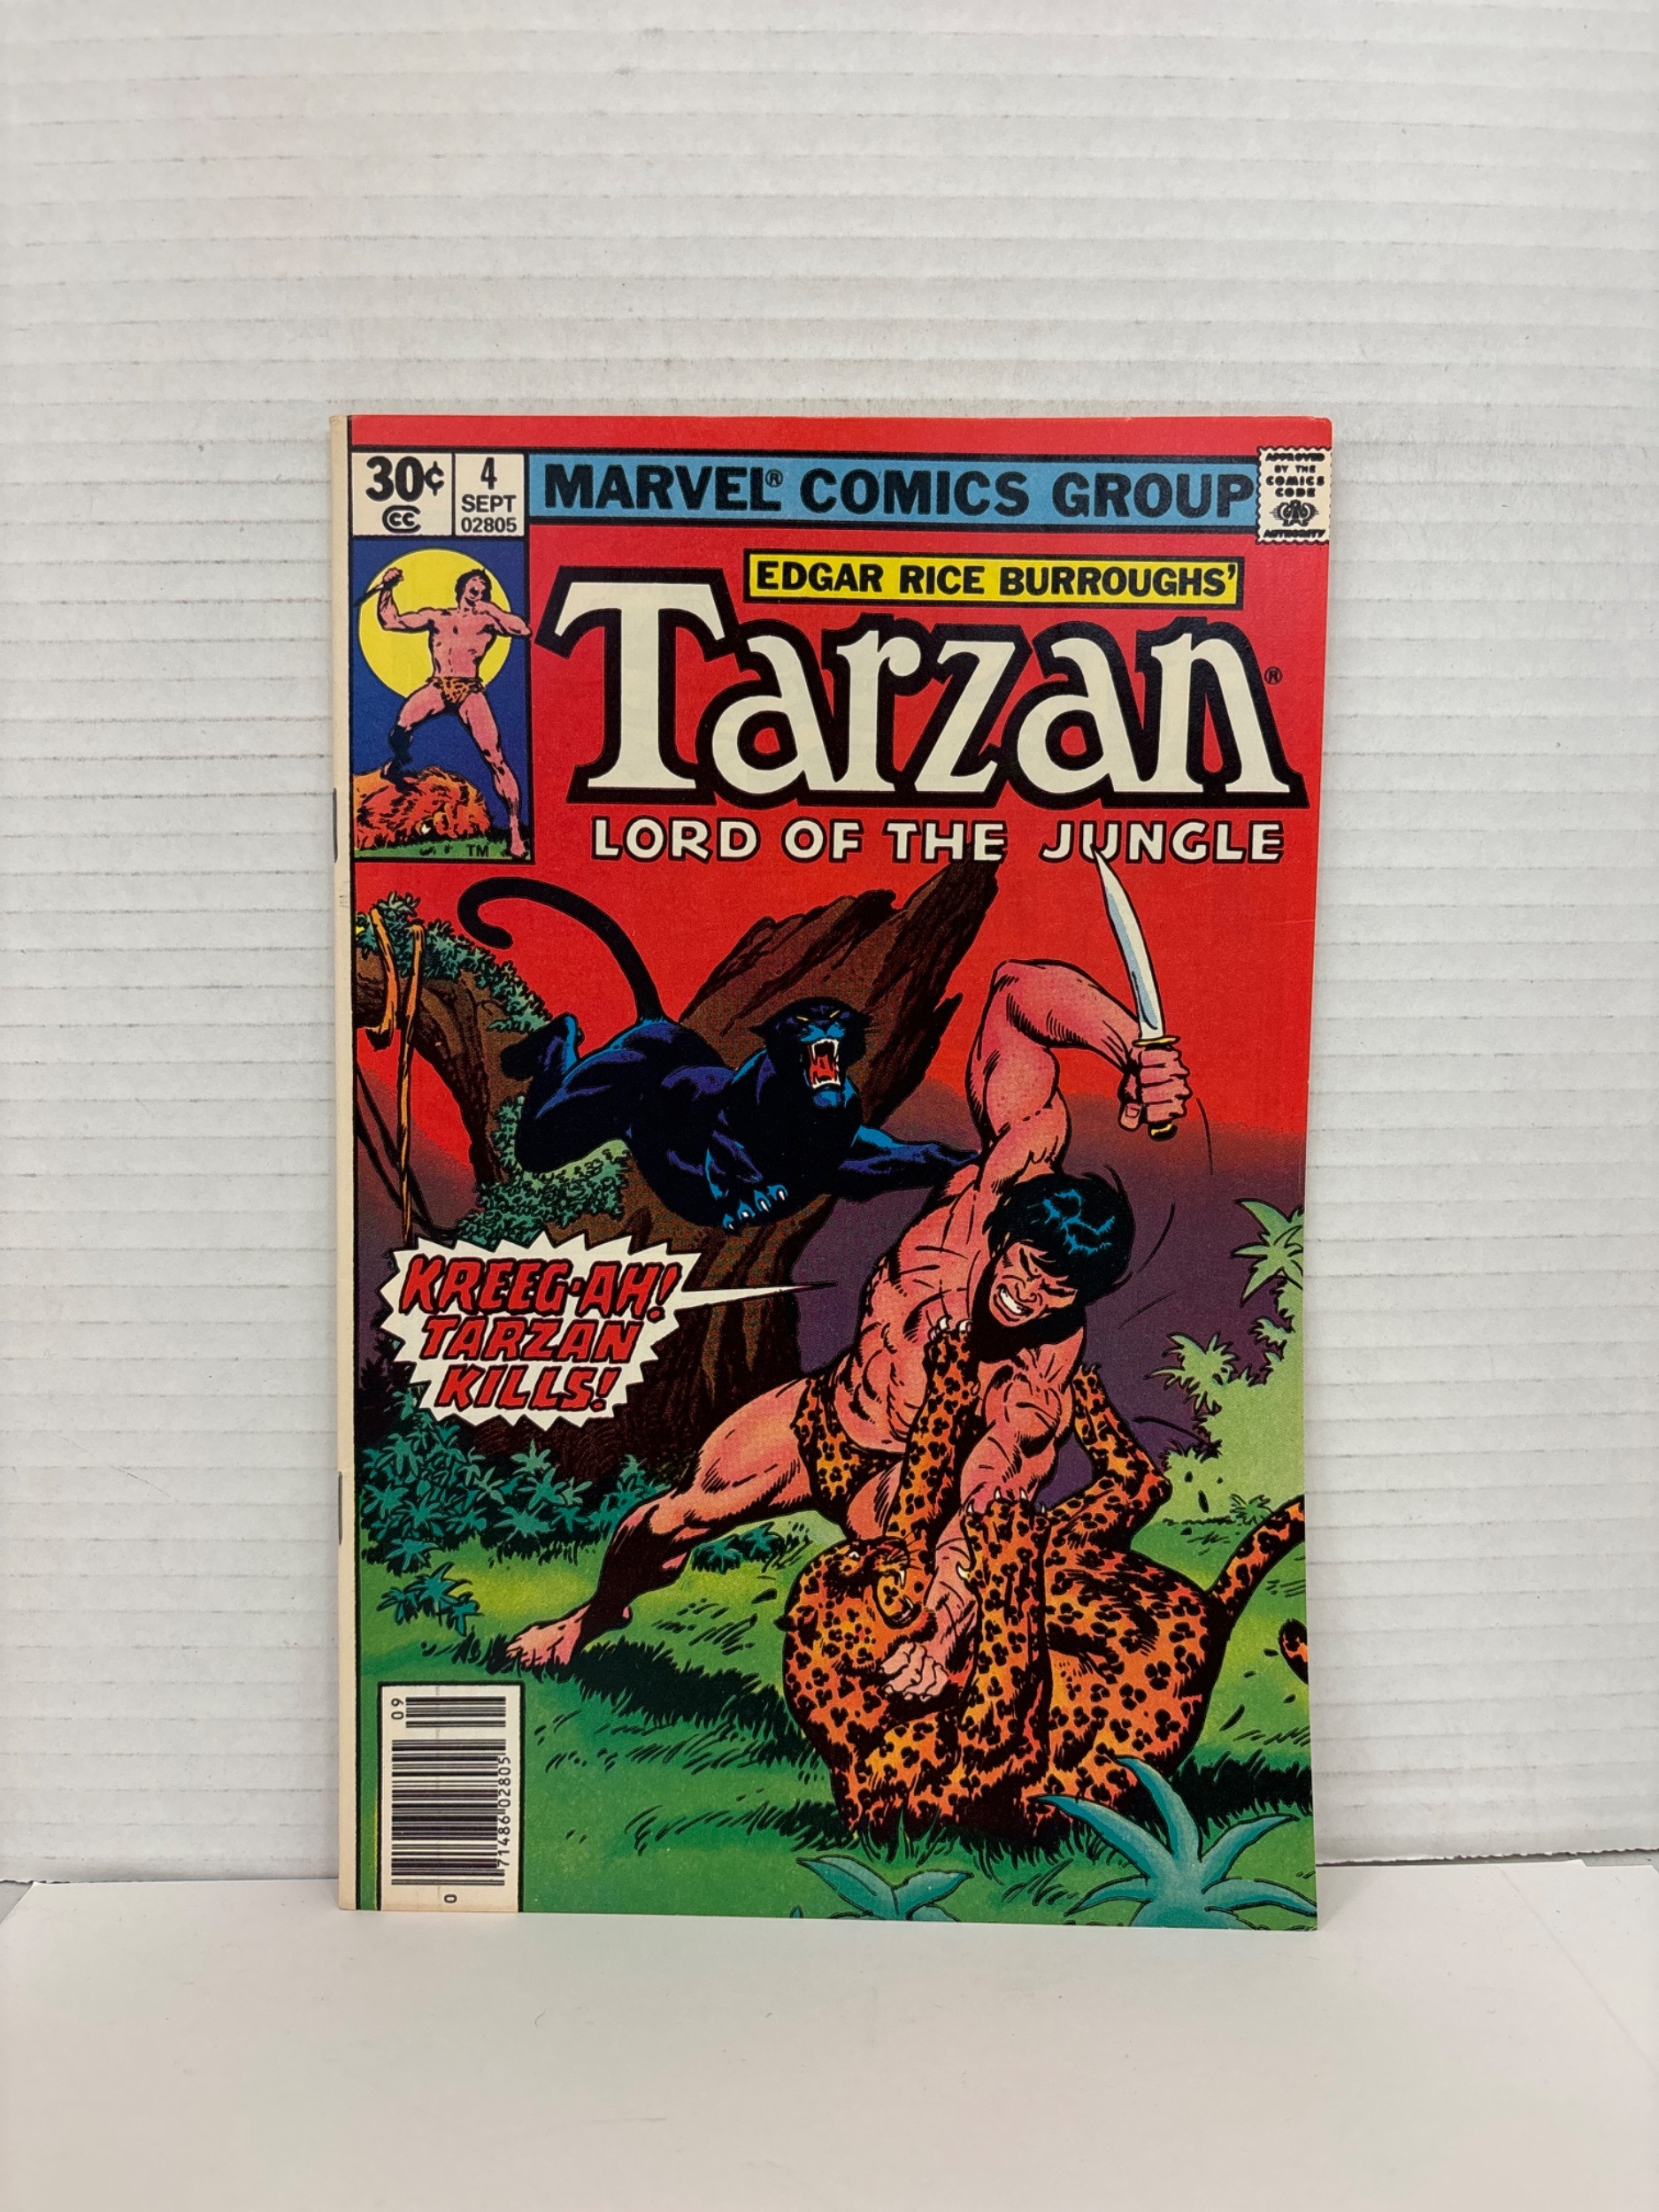 30¢
CC
4
SEPT
02805
MARVEL® COMICS GROUP
APPROVED
BY THE
COMICS
CODE
CA
AUTHORITY
EDGAR RICE BURROUGHS'
Tarzan®
LORD OF THE JUNGLE
TM
KREEG-AH!
TARZAN
KILLS!
09
71486 02805
0